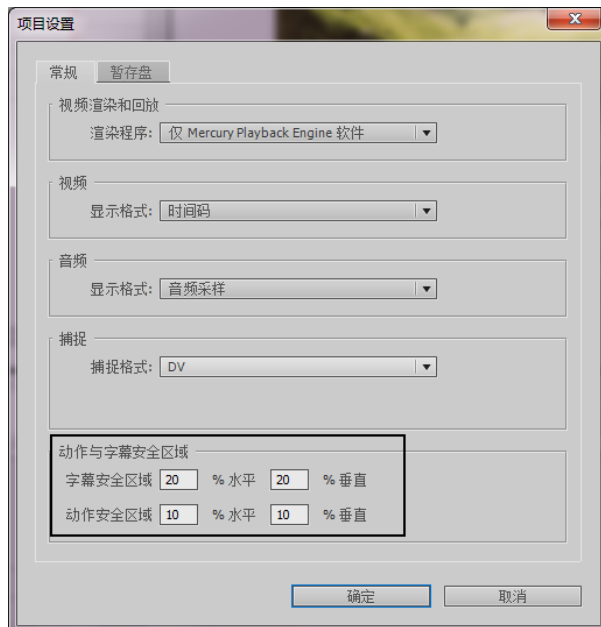 项目设置
常规 暂存盘
视频渲染和回放
渲染程序: 仅 Mercury Playback Engine 软件
视频
显示格式: 时间码
音频
显示格式: 音频采样
捕捉
捕捉格式: DV
动作与字幕安全区域
字幕安全区域 20 % 水平 20 % 垂直
动作安全区域 10 % 水平 10 % 垂直
确定 取消